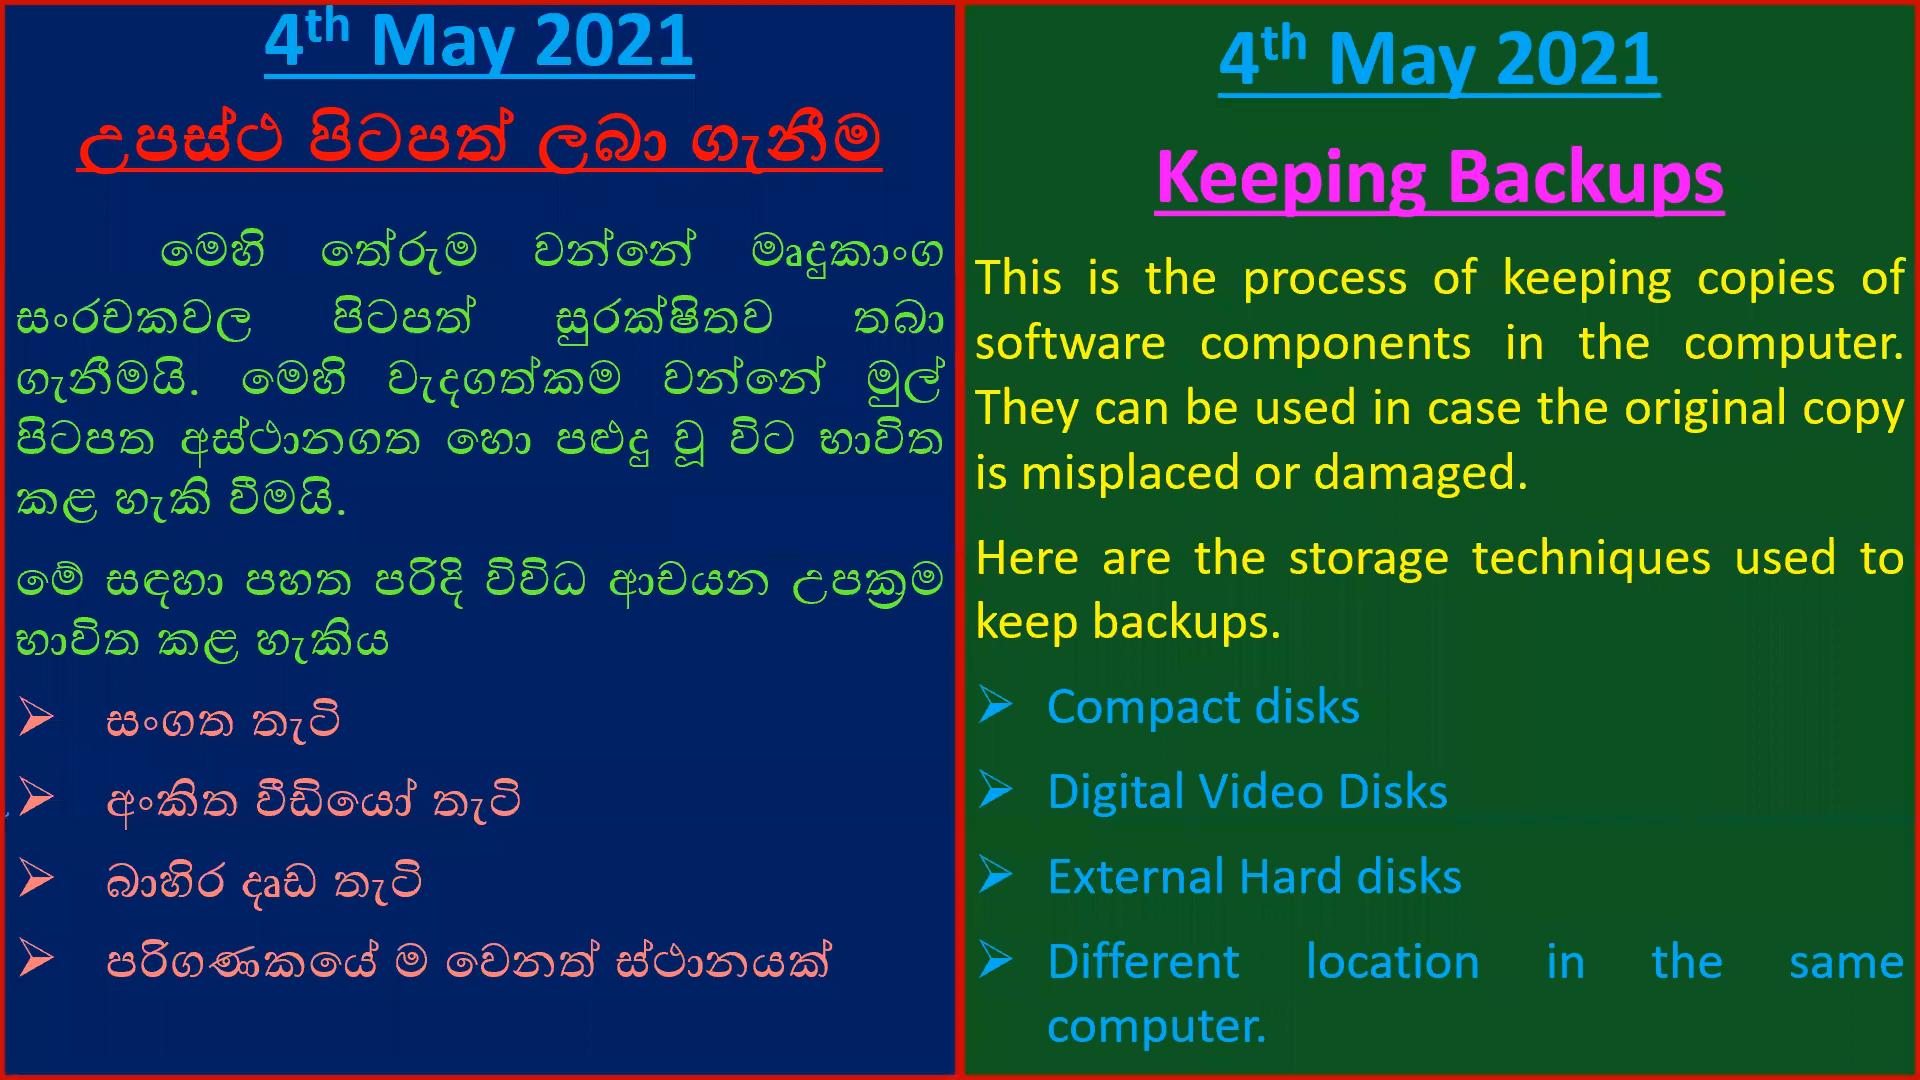 4th May 2021
උපස්ථ පිටපත් ලබා ගැනීම
මෙහි තේරුම වන්නේ මෘදුකාංග
සංරචකවල පිටපත් සුරක්ෂිතව තබා
ගැනීමයි. මෙහි වැදගත්කම වන්නේ මුල්
පිටපත අස්ථානගත හො පළුදු වූ විට භාවිත
කළ හැකි වීමයි.
මේ සඳහා පහත පරිදි විවිධ ආචයන උපක්‍රම
භාවිත කළ හැකිය
➢ සංගත තැටි
➢ අංකිත වීඩියෝ තැටි
➢ බාහිර දෘඩ තැටි
➢ පරිගණකයේ ම වෙනත් ස්ථානයක්
4th May 2021
Keeping Backups
This is the process of keeping copies of
software components in the computer.
They can be used in case the original copy
is misplaced or damaged.
Here are the storage techniques used to
keep backups.
➢ Compact disks
➢ Digital Video Disks
➢ External Hard disks
➢ Different location in the same
computer.